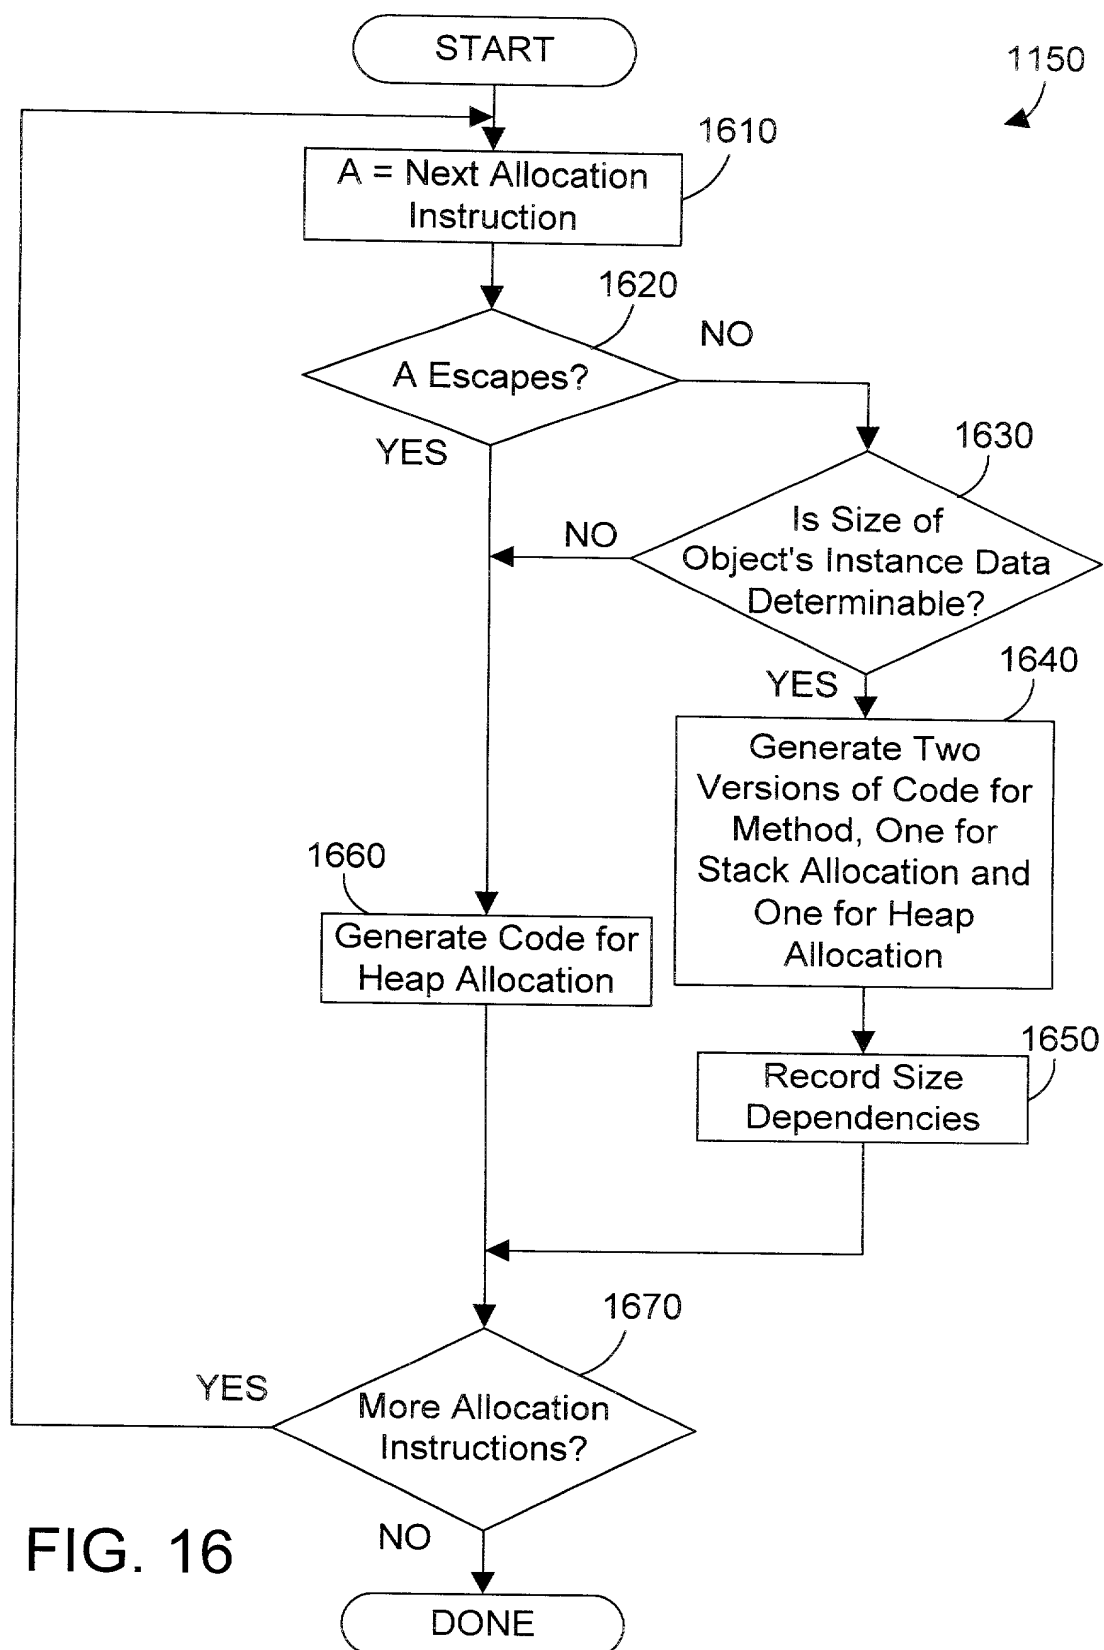 START
1150
1610
A = Next Allocation
Instruction
1620
NO
A Escapes?
YES
1630
NO
Is Size of
Object's Instance Data
Determinable?
YES
1640
Generate Two
Versions of Code for
Method, One for
Stack Allocation and
One for Heap
Allocation
1660
Generate Code for
Heap Allocation
1650
Record Size
Dependencies
1670
YES
More Allocation
Instructions?
NO
FIG. 16
DONE